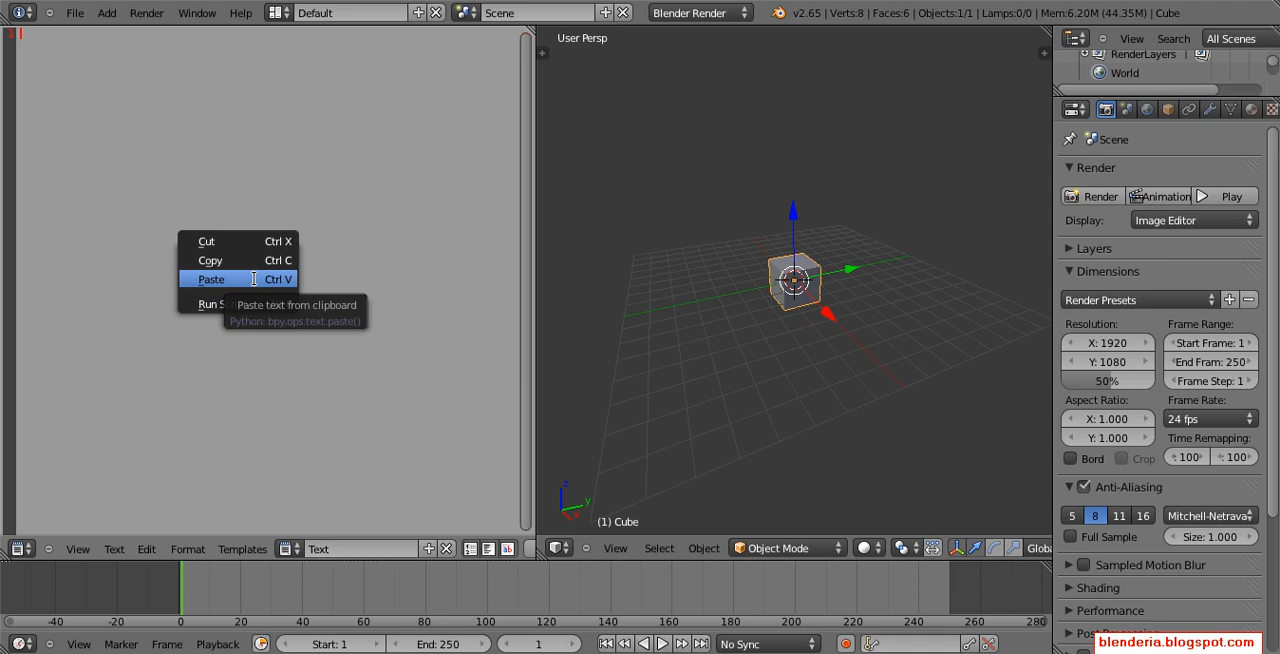 File Add Render Window Help Default Scene Blender Render v2.65 | Verts:8 | Faces:6 | Objects:1/1 | Lamps:0/0 | Mem:6.20M (44.35M) | Cube
1
User Persp
View Search All Scenes
RenderLayers
World
Scene
Render
Render Animation Play
Display: Image Editor
Layers
Dimensions
Render Presets
Resolution: Frame Range:
X: 1920 Start Frame: 1
Y: 1080 End Fram: 250
50% Frame Step: 1
Aspect Ratio: Frame Rate:
X: 1.000 24 fps
Y: 1.000 Time Remapping:
Bord Crop : 100 : 100
Anti-Aliasing
5 8 11 16 Mitchell-Netrava
Full Sample Size: 1.000
Sampled Motion Blur
Shading
Performance
Cut Ctrl X
Copy Ctrl C
Paste Ctrl V
Run S
Paste text from clipboard
Python: bpy.ops.text.paste()
z
y
x
(1) Cube
View Text Edit Format Templates Text
View Select Object Object Mode Globa
-40 -20 0 20 40 60 80 100 120 140 160 180 200 220 240 260 280
View Marker Frame Playback Start: 1 End: 250 1 No Sync
blenderia.blogspot.com